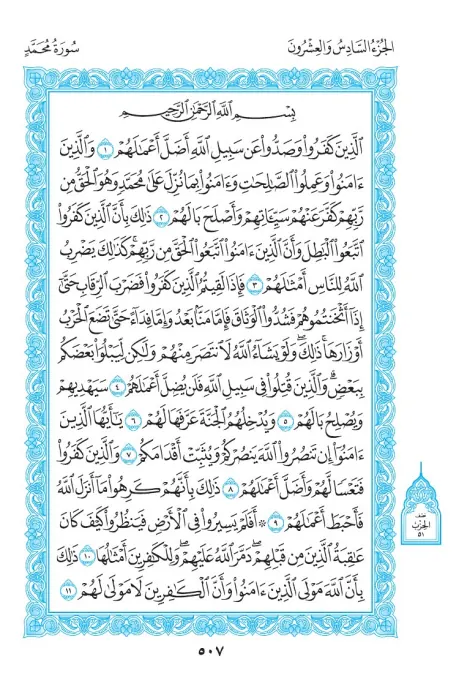 الجُزْءُ السَّادِسُ وَالعِشْرُونَ سُورَةُ مُحَمَّدٍ
بِسْمِ ٱللَّهِ ٱلرَّحْمَٰنِ ٱلرَّحِيمِ
ٱلَّذِينَ كَفَرُوا۟ وَصَدُّوا۟ عَن سَبِيلِ ٱللَّهِ أَضَلَّ أَعْمَٰلَهُمْ ١ وَٱلَّذِينَ
ءَامَنُوا۟ وَعَمِلُوا۟ ٱلصَّٰلِحَٰتِ وَءَامَنُوا۟ بِمَا نُزِّلَ عَلَىٰ مُحَمَّدٍ وَهُوَ ٱلْحَقُّ مِن
رَّبِّهِمْ كَفَّرَ عَنْهُمْ سَيِّـَٔاتِهِمْ وَأَصْلَحَ بَالَهُمْ ٢ ذَٰلِكَ بِأَنَّ ٱلَّذِينَ كَفَرُوا۟
ٱتَّبَعُوا۟ ٱلْبَٰطِلَ وَأَنَّ ٱلَّذِينَ ءَامَنُوا۟ ٱتَّبَعُوا۟ ٱلْحَقَّ مِن رَّبِّهِمْ ۚ كَذَٰلِكَ يَضْرِبُ
ٱللَّهُ لِلنَّاسِ أَمْثَٰلَهُمْ ٣ فَإِذَا لَقِيتُمُ ٱلَّذِينَ كَفَرُوا۟ فَضَرْبَ ٱلرِّقَابِ حَتَّىٰٓ
إِذَآ أَثْخَنتُمُوهُمْ فَشُدُّوا۟ ٱلْوَثَاقَ فَإِمَّا مَنًّۢا بَعْدُ وَإِمَّا فِدَآءً حَتَّىٰ تَضَعَ ٱلْحَرْبُ
أَوْزَارَهَا ۚ ذَٰلِكَ ۖ وَلَوْ يَشَآءُ ٱللَّهُ لَٱنتَصَرَ مِنْهُمْ وَلَٰكِن لِّيَبْلُوَا۟ بَعْضَكُم
بِبَعْضٍ ۗ وَٱلَّذِينَ قُتِلُوا۟ فِى سَبِيلِ ٱللَّهِ فَلَن يُضِلَّ أَعْمَٰلَهُمْ ٤ سَيَهْدِيهِمْ
وَيُصْلِحُ بَالَهُمْ ٥ وَيُدْخِلُهُمُ ٱلْجَنَّةَ عَرَّفَهَا لَهُمْ ٦ يَٰٓأَيُّهَا ٱلَّذِينَ
ءَامَنُوٓا۟ إِن تَنصُرُوا۟ ٱللَّهَ يَنصُرْكُمْ وَيُثَبِّتْ أَقْدَامَكُمْ ٧ وَٱلَّذِينَ كَفَرُوا۟
فَتَعْسًا لَّهُمْ وَأَضَلَّ أَعْمَٰلَهُمْ ٨ ذَٰلِكَ بِأَنَّهُمْ كَرِهُوا۟ مَآ أَنزَلَ ٱللَّهُ
فَأَحْبَطَ أَعْمَٰلَهُمْ ٩ ۞ أَفَلَمْ يَسِيرُوا۟ فِى ٱلْأَرْضِ فَيَنظُرُوا۟ كَيْفَ كَانَ
عَٰقِبَةُ ٱلَّذِينَ مِن قَبْلِهِمْ ۚ دَمَّرَ ٱللَّهُ عَلَيْهِمْ ۖ وَلِلْكَٰفِرِينَ أَمْثَٰلُهَا ١٠ ذَٰلِكَ
بِأَنَّ ٱللَّهَ مَوْلَى ٱلَّذِينَ ءَامَنُوا۟ وَأَنَّ ٱلْكَٰفِرِينَ لَا مَوْلَىٰ لَهُمْ ١١
نصف
الحزب
٥١
٥٠٧